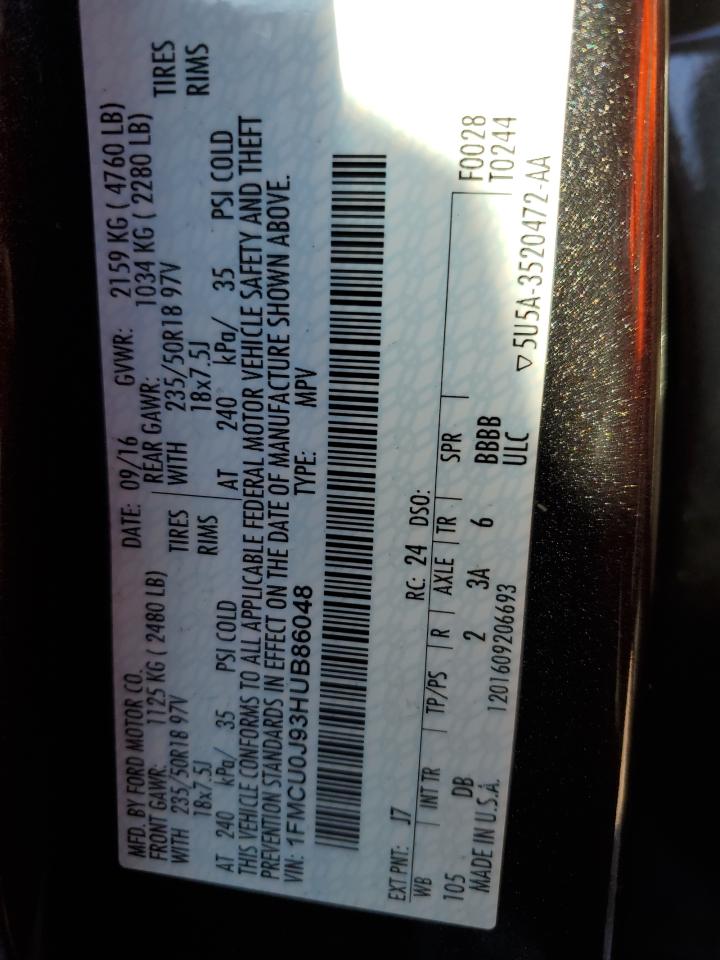 MFD. BY FORD MOTOR CO. DATE: 09/16 GVWR: 2159 KG ( 4760 LB)
FRONT GAWR: 1125 KG ( 2480 LB) REAR GAWR: 1034 KG ( 2280 LB)
WITH 235/50R18 97V TIRES WITH 235/50R18 97V TIRES
18x7.5J RIMS 18x7.5J RIMS
AT 240 kPa/ 35 PSI COLD AT 240 kPa/ 35 PSI COLD
THIS VEHICLE CONFORMS TO ALL APPLICABLE FEDERAL MOTOR VEHICLE SAFETY AND THEFT
PREVENTION STANDARDS IN EFFECT ON THE DATE OF MANUFACTURE SHOWN ABOVE.
VIN: 1FMCU0J93HUB86048 TYPE: MPV
EXT PNT: J7 RC: 24 DSO:
WB INT TR TP/PS R AXLE TR SPR F0028
105 DB 2 3A 6 BBBB T0244
MADE IN U.S.A. ULC
1201609206693 ▽5U5A-3520472-AA